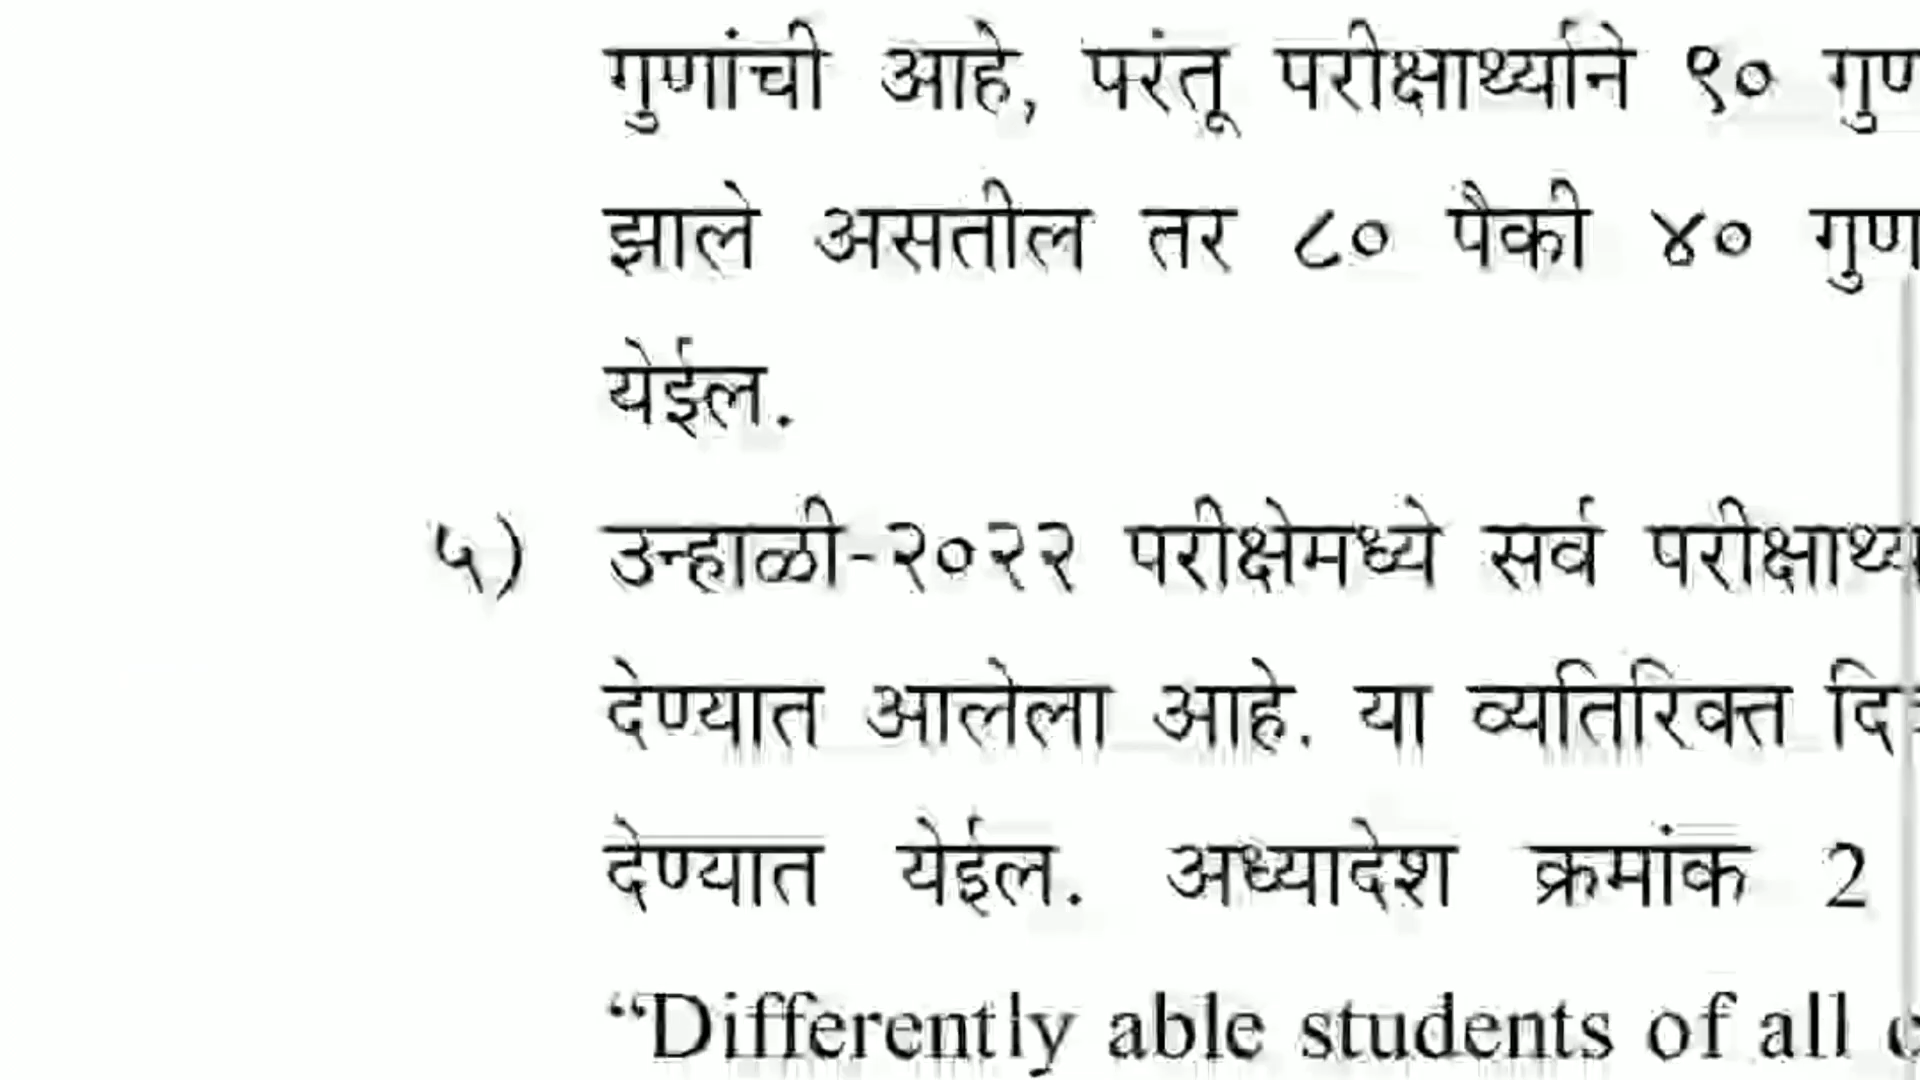 गुणांची आहे, परंतू परीक्षार्थ्याने ९० गुण
झाले असतील तर ८० पैकी ४० गुण
येईल.
५) उन्हाळी-२०२२ परीक्षेमध्ये सर्व
देण्यात आलेला आहे. या व्यतिरिक्त
देण्यात येईल. अध्यादेश क्रमांक 2
“Differently able students of all